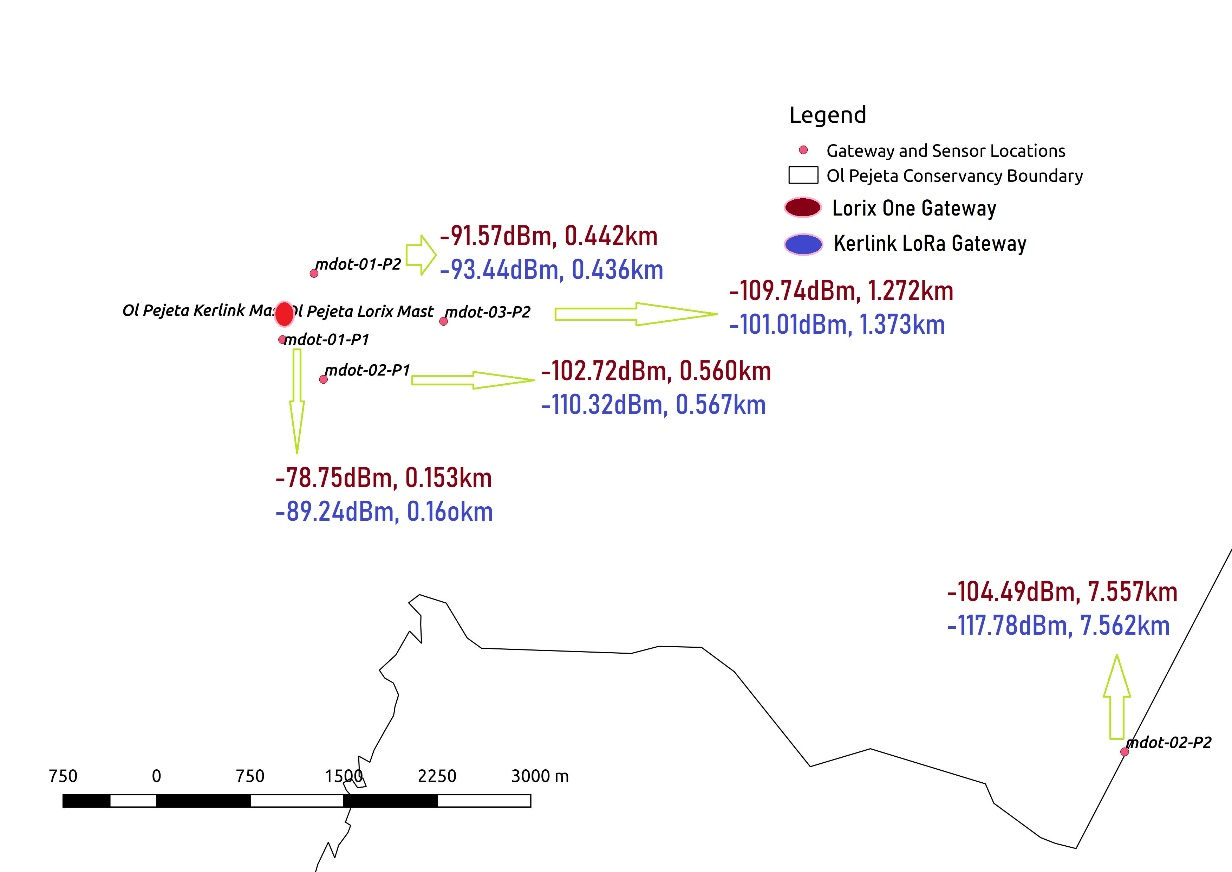 Legend
Gateway and Sensor Locations
Ol Pejeta Conservancy Boundary
Lorix One Gateway
Kerlink LoRa Gateway
-91.57dBm, 0.442km
-93.44dBm, 0.436km
mdot-01-P2
-109.74dBm, 1.272km
-101.01dBm, 1.373km
Ol Pejeta Kerlink Mas Ol Pejeta Lorix Mast mdot-03-P2
mdot-01-P1
mdot-02-P1
-102.72dBm, 0.560km
-110.32dBm, 0.567km
-78.75dBm, 0.153km
-89.24dBm, 0.16okm
-104.49dBm, 7.557km
-117.78dBm, 7.562km
mdot-02-P2
750 0 750 1500 2250 3000 m